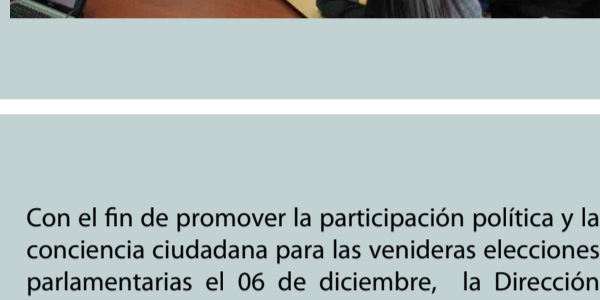 Con el fin de promover la participación política y la
conciencia ciudadana para las venideras elecciones
parlamentarias el 06 de diciembre, la Dirección